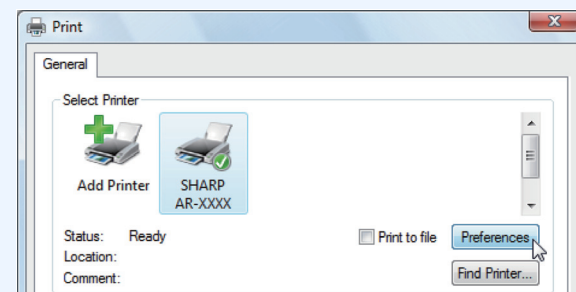 Print
General
Select Printer
Add Printer
SHARP
AR-XXXX
Status: Ready
Print to file
Preferences
Location:
Find Printer...
Comment: